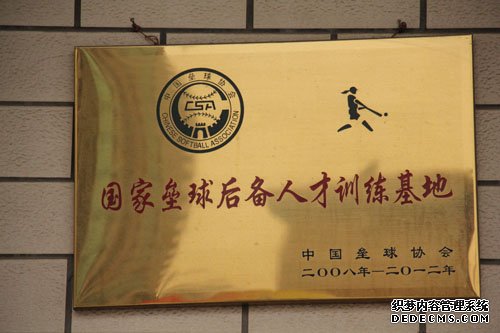 中国垒球协会
CSA
CHINESE SOFTBALL ASSOCIATION
国家垒球后备人才训练基地
中国垒球协会
二〇〇八年—二〇一二年
织梦内容管理系统
DEDECMS.COM